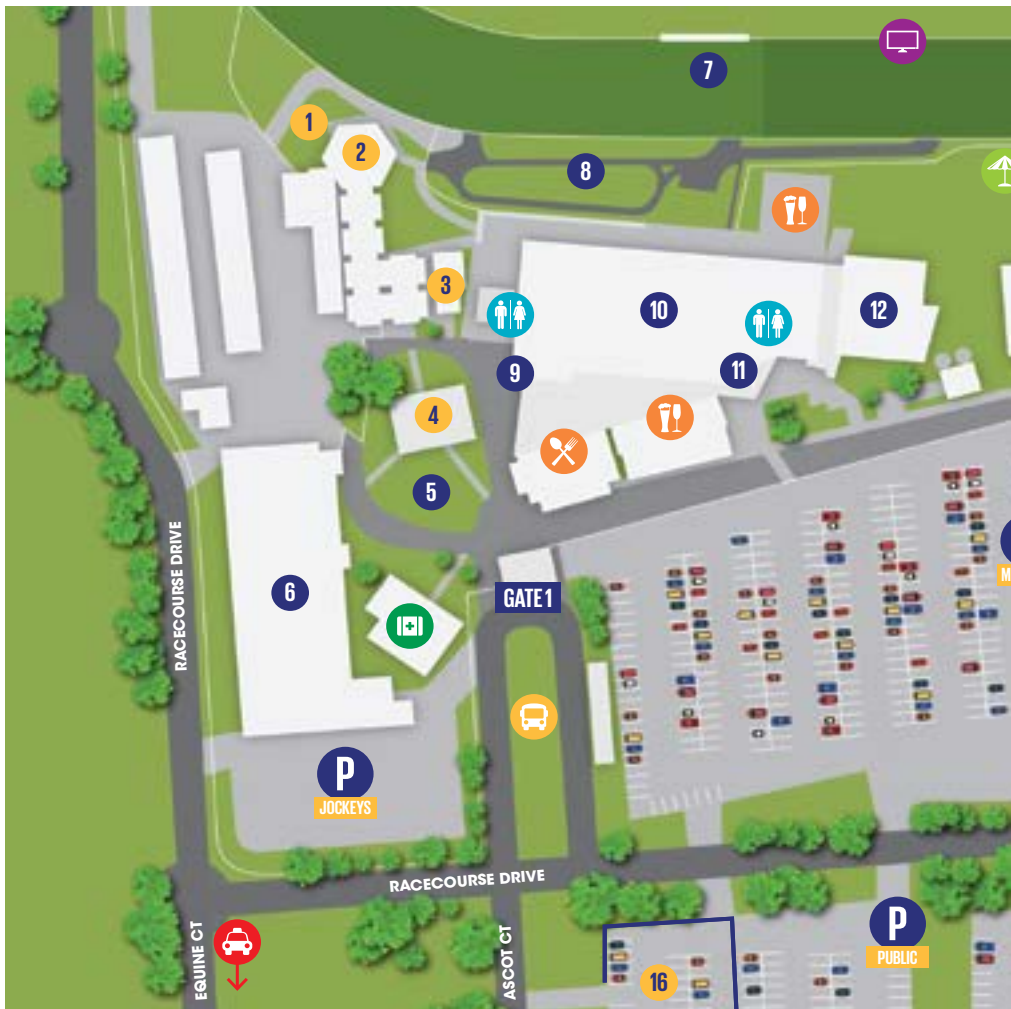 7
1
2
8
3
10
12
9
11
4
5
RACECOURSE DRIVE
6
GATE 1
M
P
JOCKEYS
RACECOURSE DRIVE
P
PUBLIC
EQUINE CT
ASCOT CT
16